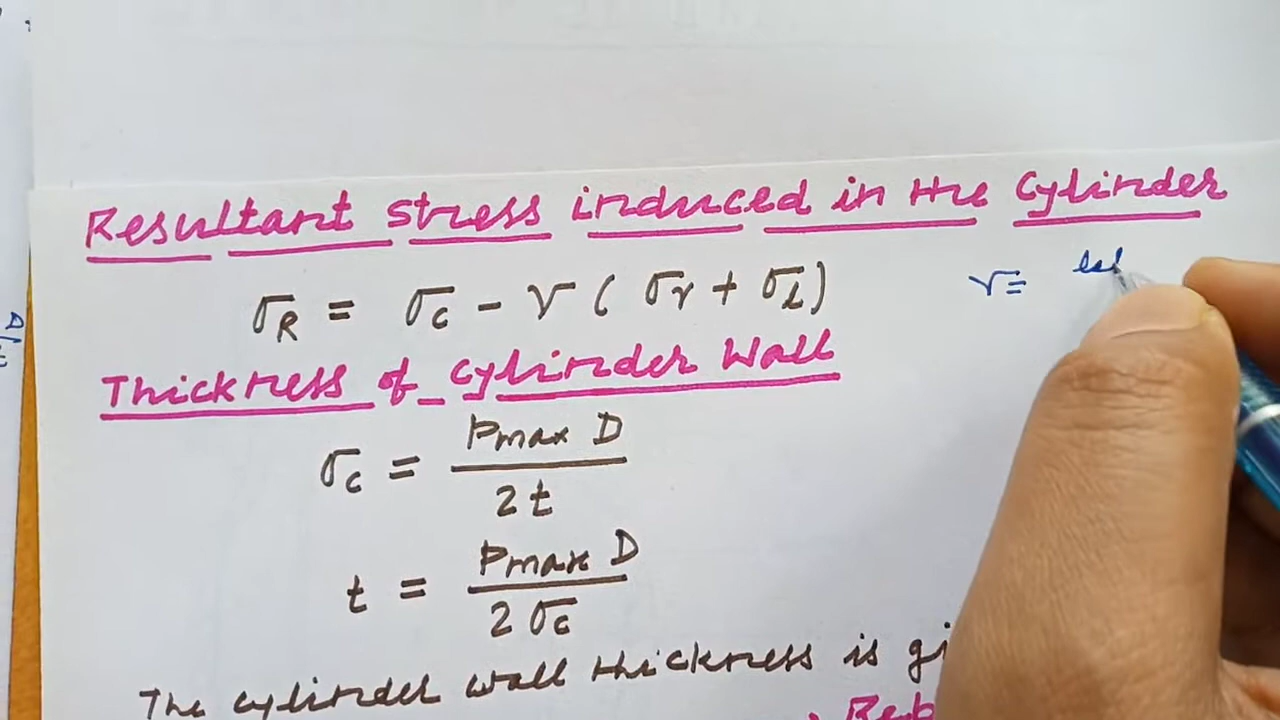 Resultant stress induced in the Cylinder
σR = σc - ν ( σr + σl )
ν =
Thickness of Cylinder Wall
σc = Pmax D / 2 t
t = Pmax D / 2 σc
The cylinder wall thickness is gi